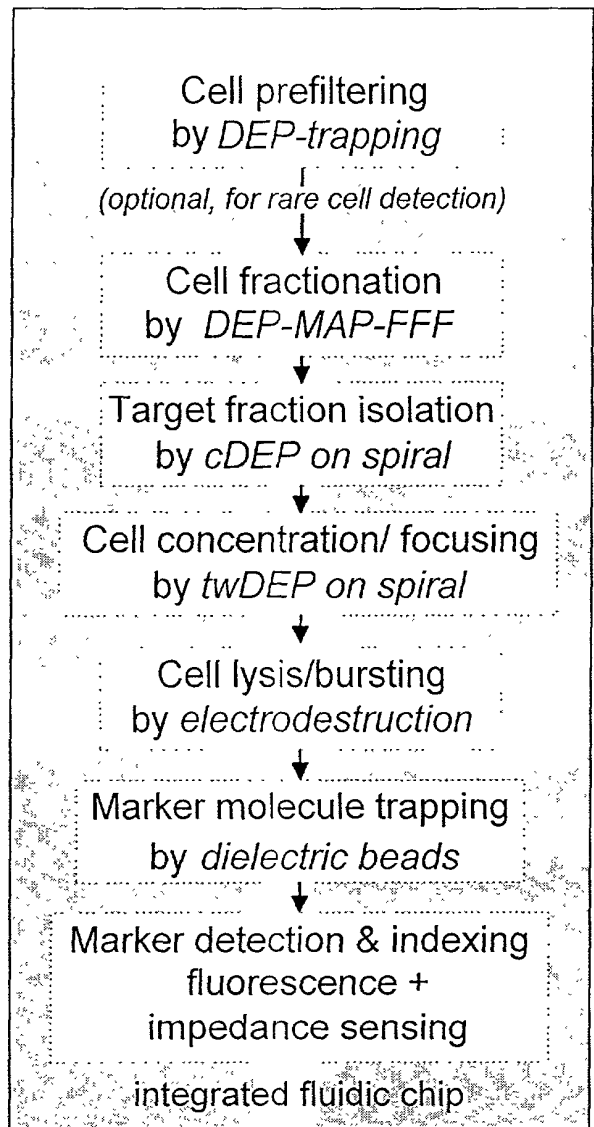 Cell prefiltering
by DEP-trapping
(optional, for rare cell detection)
Cell fractionation
by DEP-MAP-FFF
Target fraction isolation
by cDEP on spiral
Cell concentration/ focusing
by twDEP on spiral
Cell lysis/bursting
by electrodestruction
Marker molecule trapping
by dielectric beads
Marker detection & indexing
fluorescence +
impedance sensing
integrated fluidic chip